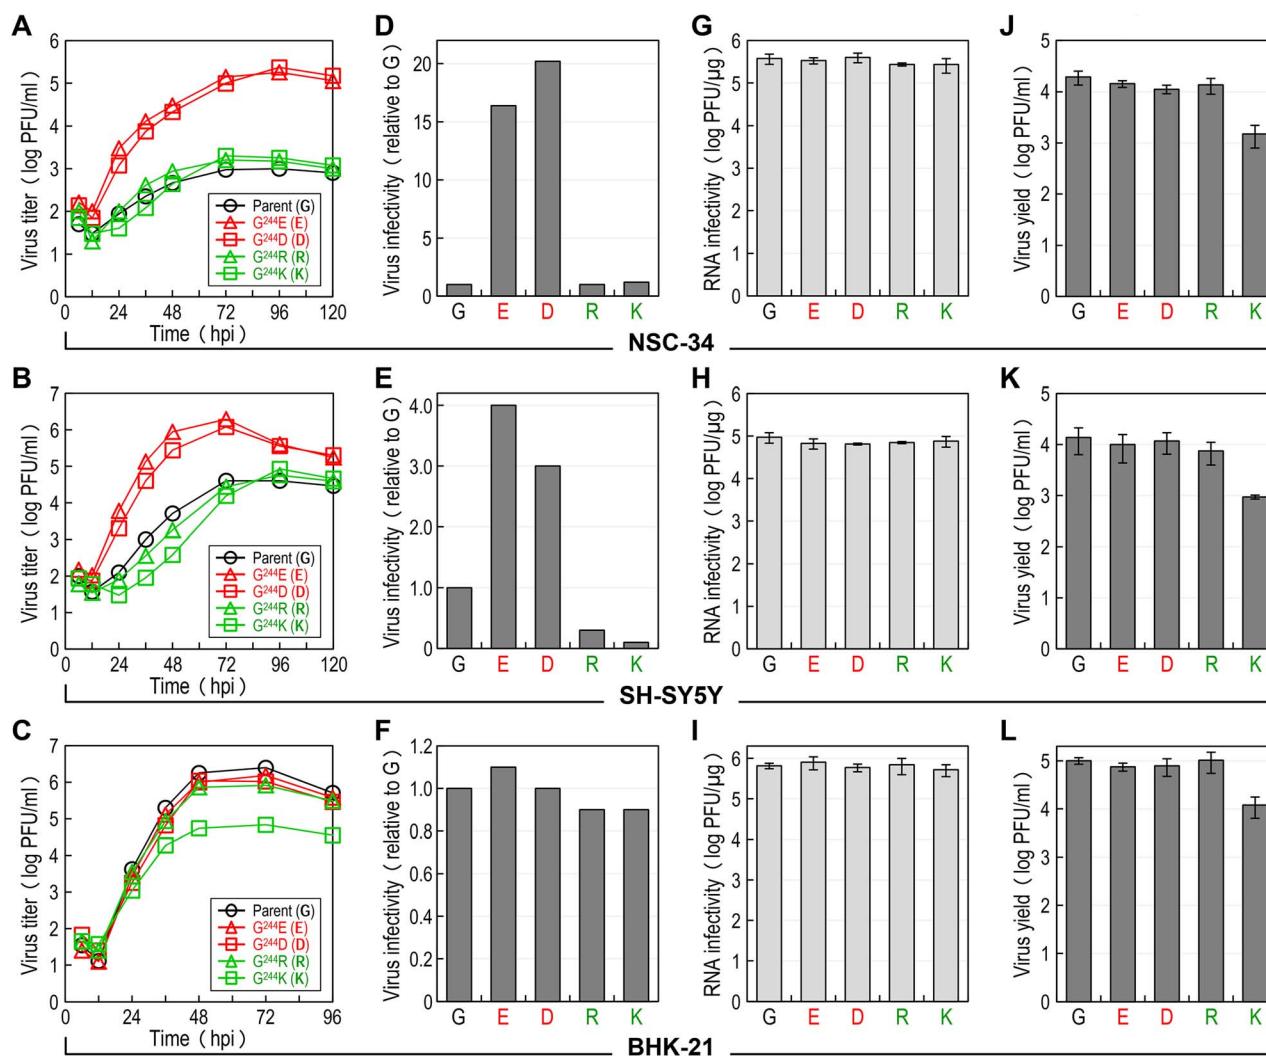 A
Virus titer (log PFU/ml)
6
5
4
3
2
1
0
Parent (G)
G²⁴⁴E (E)
G²⁴⁴D (D)
G²⁴⁴R (R)
G²⁴⁴K (K)
0 24 48 72 96 120
Time (hpi)
D
Virus infectivity (relative to G)
20
15
10
5
0
G E D R K
G
RNA infectivity (log PFU/µg)
6
5
4
3
2
1
0
G E D R K
J
Virus yield (log PFU/ml)
5
4
3
2
1
0
G E D R K
NSC-34
B
Virus titer (log PFU/ml)
7
6
5
4
3
2
1
0
Parent (G)
G²⁴⁴E (E)
G²⁴⁴D (D)
G²⁴⁴R (R)
G²⁴⁴K (K)
0 24 48 72 96 120
Time (hpi)
E
Virus infectivity (relative to G)
4.0
3.0
2.0
1.0
0
G E D R K
H
RNA infectivity (log PFU/µg)
6
5
4
3
2
1
0
G E D R K
K
Virus yield (log PFU/ml)
5
4
3
2
1
0
G E D R K
SH-SY5Y
C
Virus titer (log PFU/ml)
7
6
5
4
3
2
1
0
Parent (G)
G²⁴⁴E (E)
G²⁴⁴D (D)
G²⁴⁴R (R)
G²⁴⁴K (K)
0 24 48 72 96
Time (hpi)
F
Virus infectivity (relative to G)
1.2
1.0
0.8
0.6
0.4
0.2
0
G E D R K
I
RNA infectivity (log PFU/µg)
6
5
4
3
2
1
0
G E D R K
L
Virus yield (log PFU/ml)
5
4
3
2
1
0
G E D R K
BHK-21